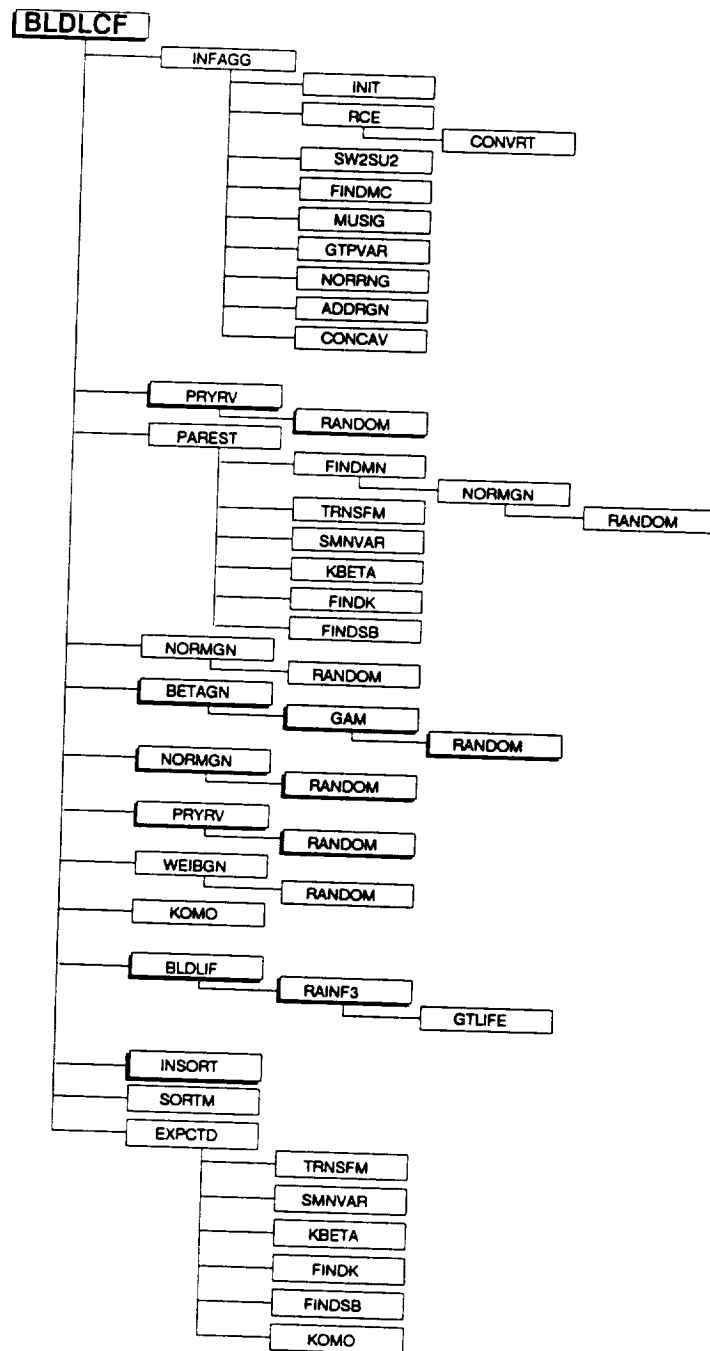 BLDLCF
INFAGG
INIT
RCE
CONVRT
SW2SU2
FINDMC
MUSIG
GTPVAR
NORRNG
ADDRGN
CONCAV
PRYRV
RANDOM
PAREST
FINDMN
NORMGN
RANDOM
TRNSFM
SMNVAR
KBETA
FINDK
FINDSB
NORMGN
RANDOM
BETAGN
GAM
RANDOM
NORMGN
RANDOM
PRYRV
RANDOM
WEIBGN
RANDOM
KOMO
BLDLIF
RAINF3
GTLIFE
INSORT
SORTM
EXPCTD
TRNSFM
SMNVAR
KBETA
FINDK
FINDSB
KOMO